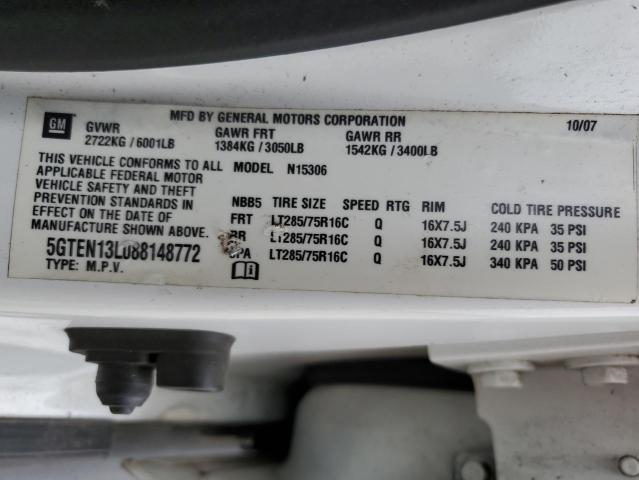 MFD BY GENERAL MOTORS CORPORATION 10/07
GM
GVWR GAWR FRT GAWR RR
2722KG / 6001LB 1384KG / 3050LB 1542KG / 3400LB
THIS VEHICLE CONFORMS TO ALL MODEL N15306
APPLICABLE FEDERAL MOTOR
VEHICLE SAFETY AND THEFT
PREVENTION STANDARDS IN
EFFECT ON THE DATE OF
MANUFACTURE SHOWN ABOVE.
5GTEN13L088148772
TYPE: M.P.V.
NBB5 TIRE SIZE SPEED RTG RIM COLD TIRE PRESSURE
FRT LT285/75R16C Q 16X7.5J 240 KPA 35 PSI
RR LT285/75R16C Q 16X7.5J 240 KPA 35 PSI
SPA LT285/75R16C Q 16X7.5J 340 KPA 50 PSI